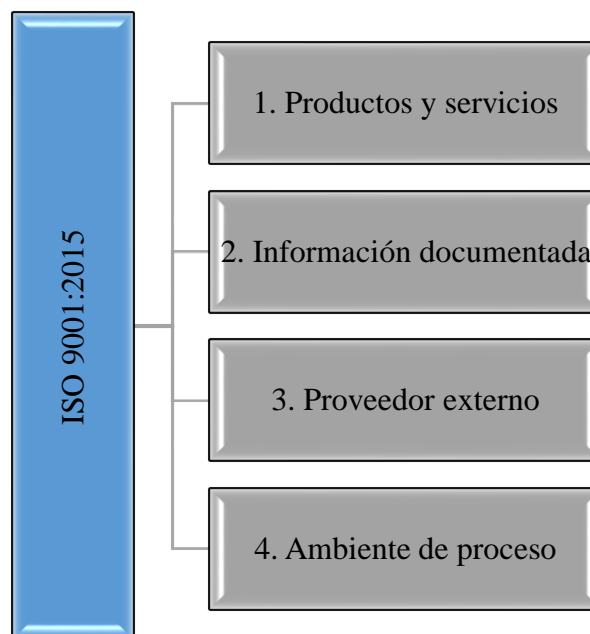 ISO 9001:2015
1. Productos y servicios
2. Información documentada
3. Proveedor externo
4. Ambiente de proceso